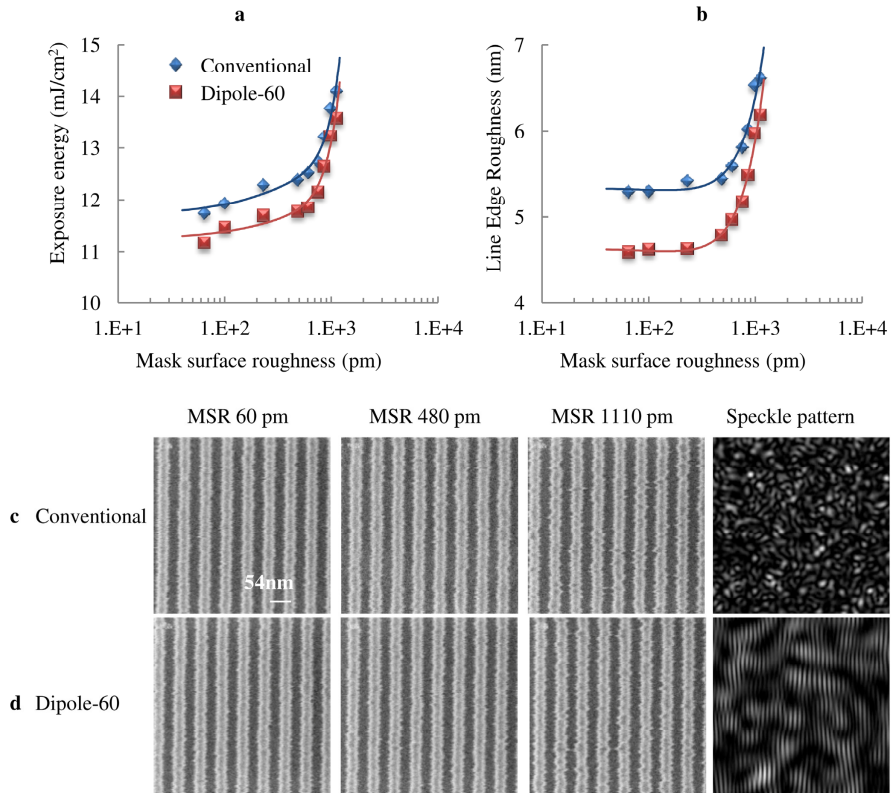 a
Exposure energy (mJ/cm²)
15
14
13
12
11
10
Conventional
Dipole-60
1.E+1 1.E+2 1.E+3 1.E+4
Mask surface roughness (pm)
b
Line Edge Roughness (nm)
7
6
5
4
1.E+1 1.E+2 1.E+3 1.E+4
Mask surface roughness (pm)
MSR 60 pm MSR 480 pm MSR 1110 pm Speckle pattern
c Conventional
54nm
d Dipole-60